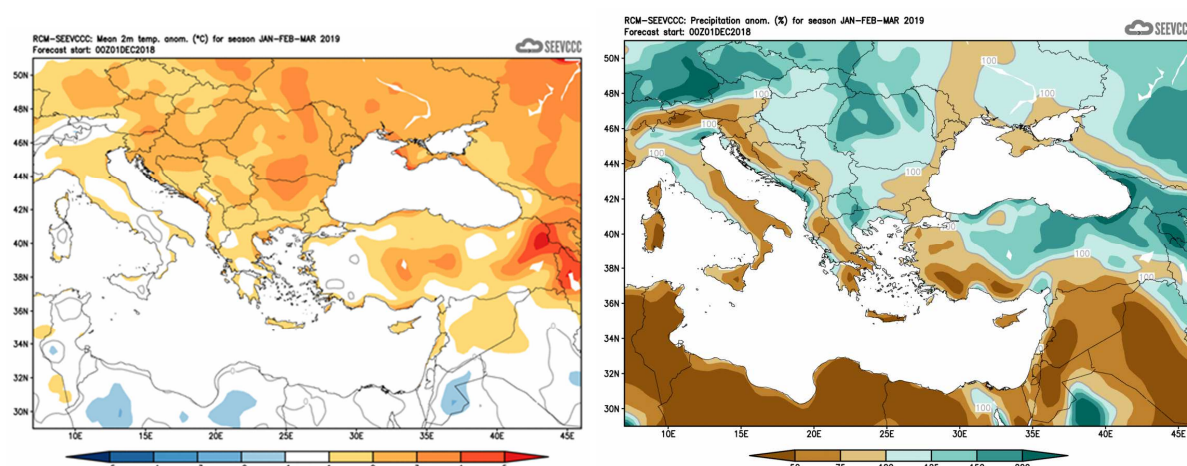 RCM-SEEVCCC: Mean 2m temp. anom. (°C) for season JAN-FEB-MAR 2019
Forecast start: 00Z01DEC2018
SEEVCCC
50N
48N
46N
44N
42N
40N
38N
36N
34N
32N
30N
10E 15E 20E 25E 30E 35E 40E 45E
RCM-SEEVCCC: Precipitation anom. (%) for season JAN-FEB-MAR 2019
Forecast start: 00Z01DEC2018
SEEVCCC
50N
48N
46N
44N
42N
40N
38N
36N
34N
32N
30N
100
100
100
100
100
100
100
100
100
100
10E 15E 20E 25E 30E 35E 40E 45E